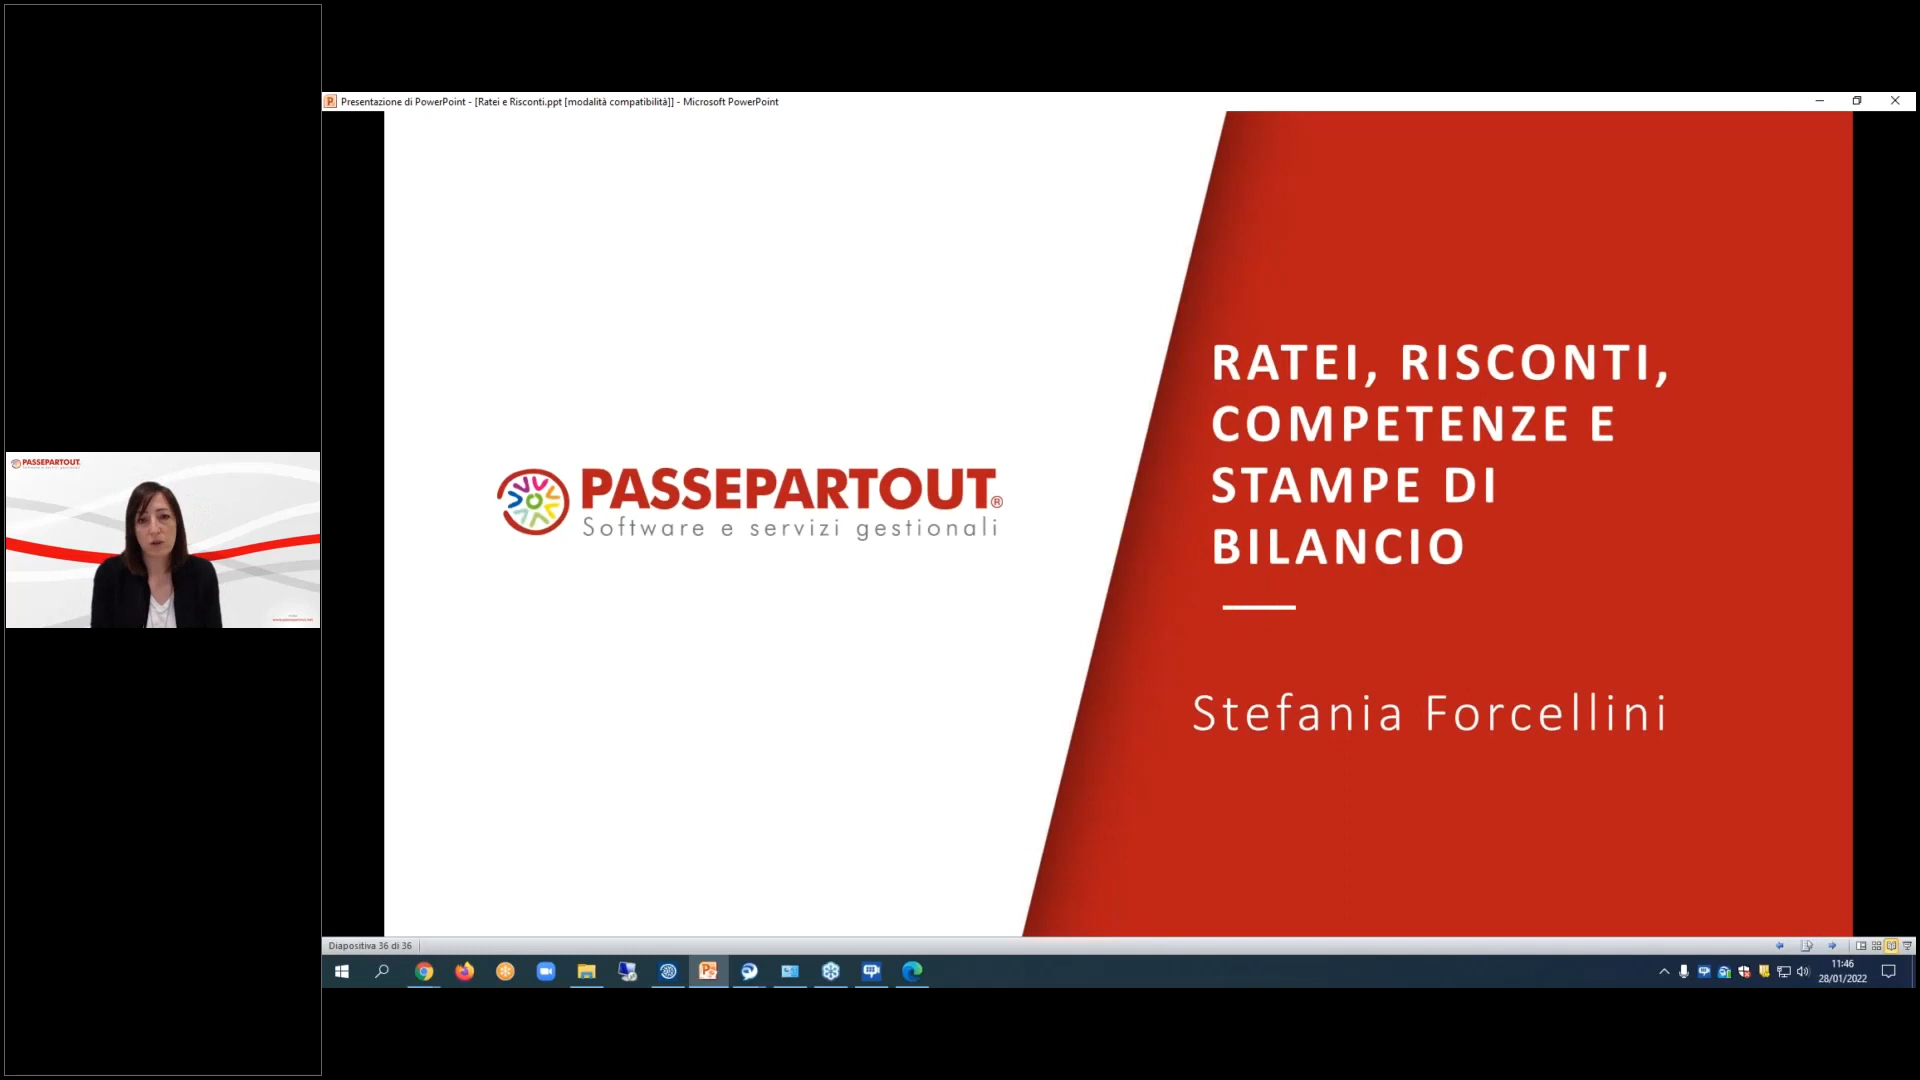 Presentazione di PowerPoint - [Ratei e Risconti.ppt [modalità compatibilità]] - Microsoft PowerPoint
PASSEPARTOUT
PASSEPARTOUT®
Software e servizi gestionali
RATEI, RISCONTI,
COMPETENZE E
STAMPE DI
BILANCIO
Stefania Forcellini
Diapositiva 36 di 36
11:46
28/01/2022